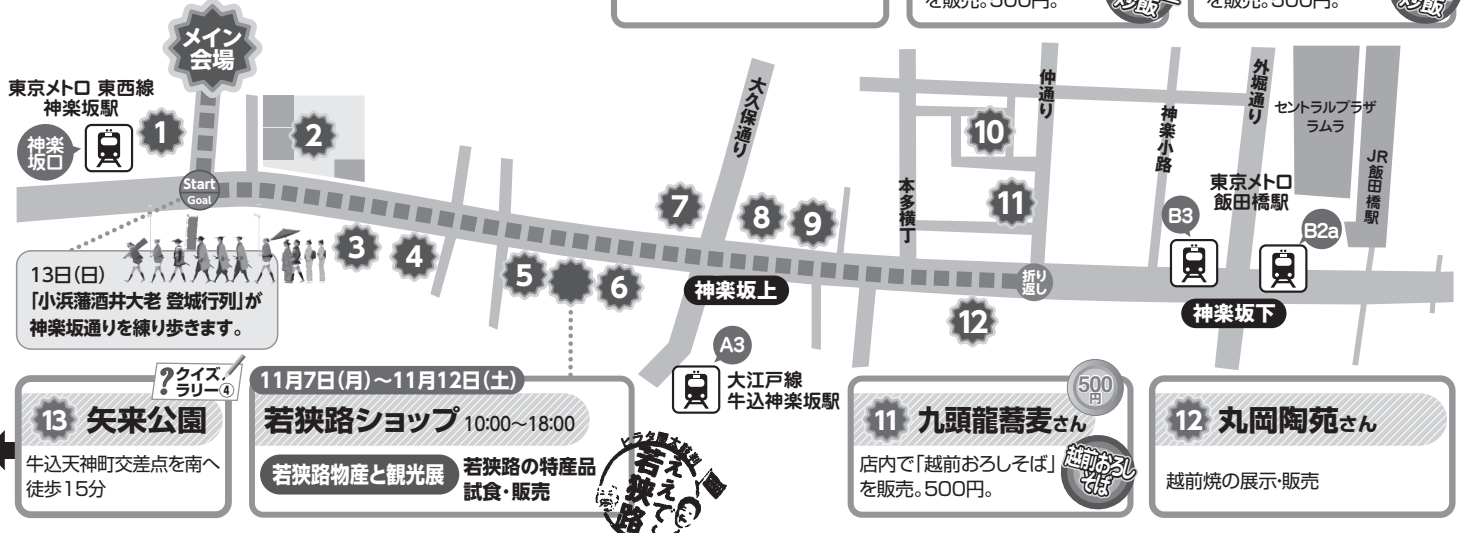 を販売。500円。
炒飯
を販売。500円。
炒飯
メイン
会場
東京メトロ 東西線
神楽坂駅
神楽
坂口
1
2
Start
Goal
3
4
5
6
7
8
9
10
11
12
大久保通り
本多横丁
仲通り
神楽小路
外堀通り
セントラルプラザ
ラムラ
JR飯田橋駅
東京メトロ
飯田橋駅
B3
B2a
折り
返し
神楽坂上
神楽坂下
A3
大江戸線
牛込神楽坂駅
13日(日)
「小浜藩酒井大老 登城行列」が
神楽坂通りを練り歩きます。
?クイズ
ラリー④
13 矢来公園
牛込天神町交差点を南へ
徒歩15分
11月7日(月)〜11月12日(土)
若狭路ショップ 10:00〜18:00
若狭路物産と観光展
若狭路の特産品
試食・販売
ええで
若狭路
500
円
11 九頭龍蕎麦さん
店内で「越前おろしそば」
を販売。500円。
越前おろし
そば
12 丸岡陶苑さん
越前焼の展示・販売